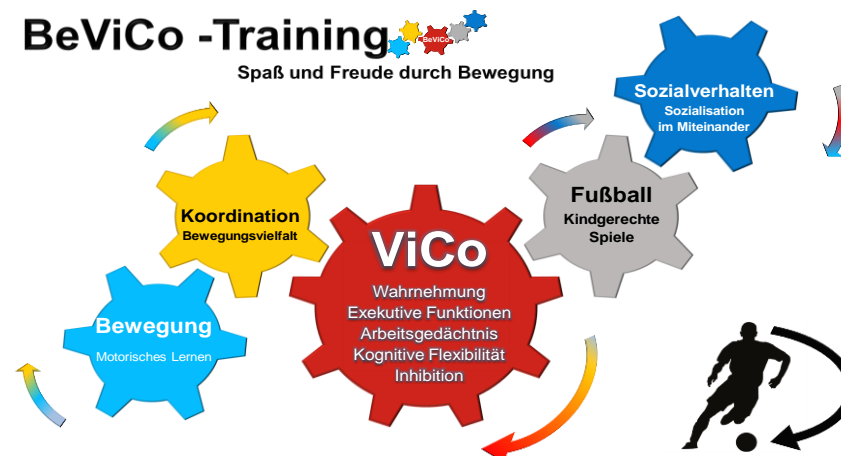 BeViCo -Training
BeViCo
Spaß und Freude durch Bewegung
Sozialverhalten
Sozialisation
im Miteinander
Fußball
Kindgerechte
Spiele
Koordination
Bewegungsvielfalt
ViCo
Wahrnehmung
Exekutive Funktionen
Arbeitsgedächtnis
Kognitive Flexibilität
Inhibition
Bewegung
Motorisches Lernen